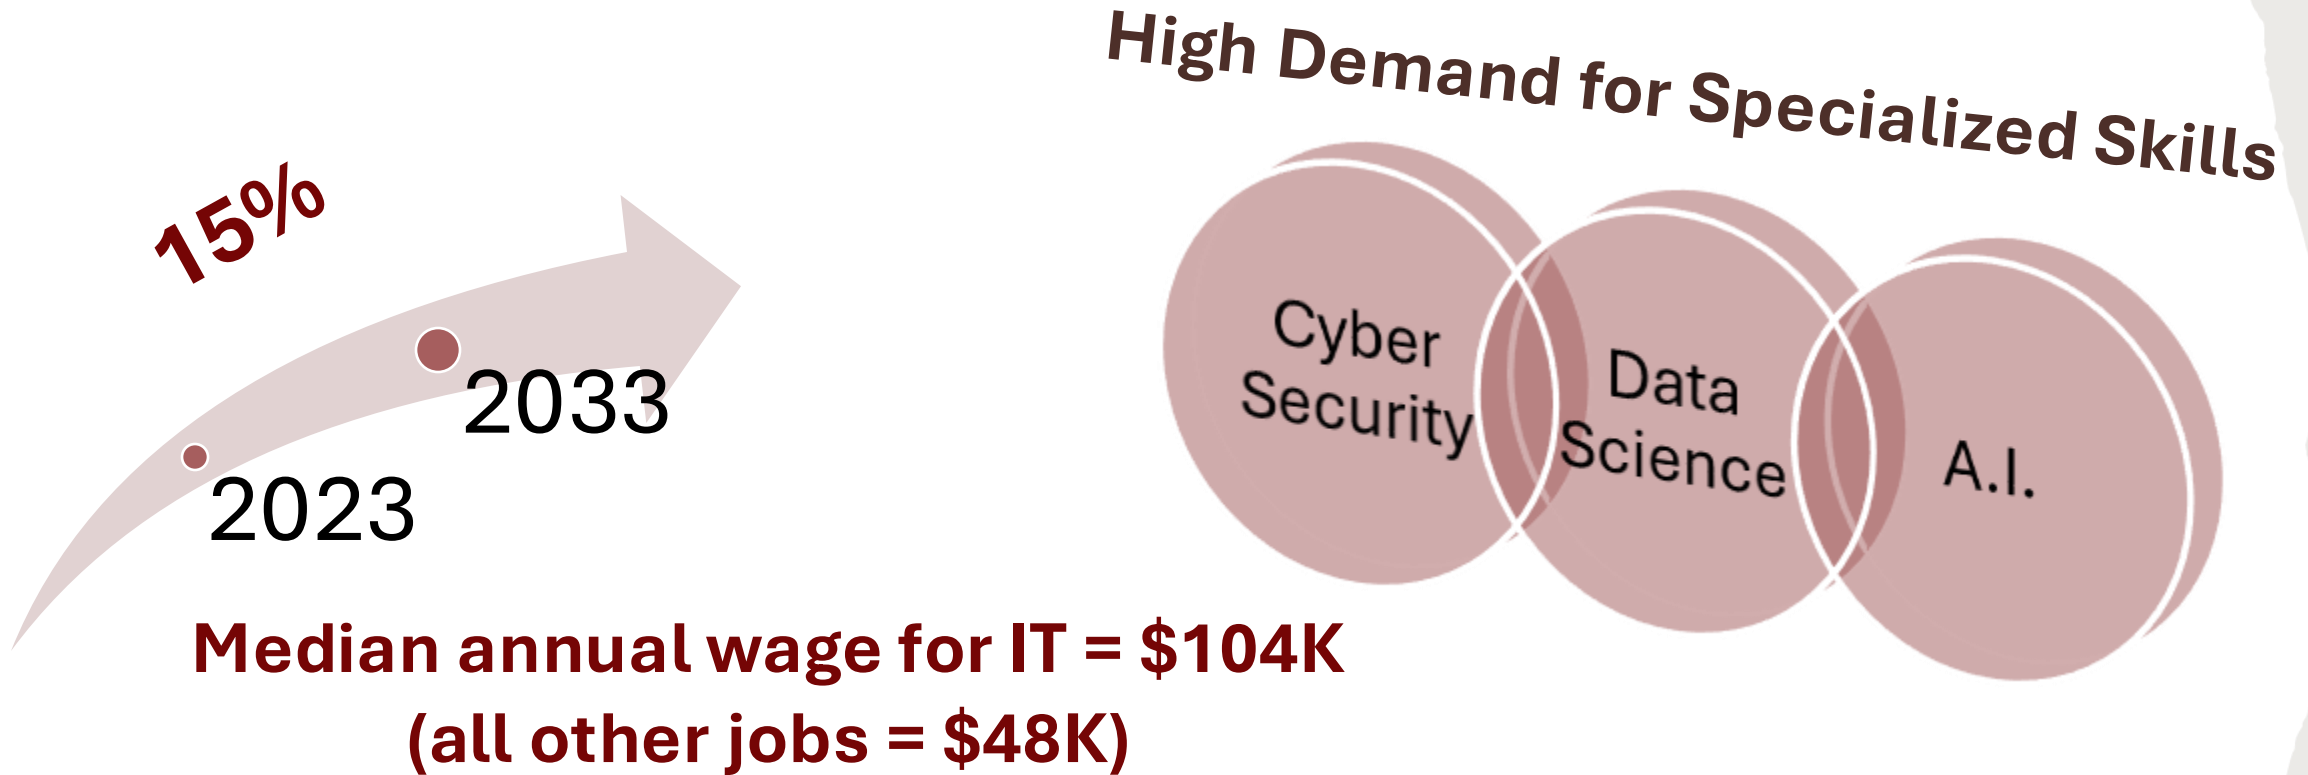 15%
2033
2023
Median annual wage for IT = $104K
(all other jobs = $48K)
High Demand for Specialized Skills
Cyber
Security
Data
Science
A.I.